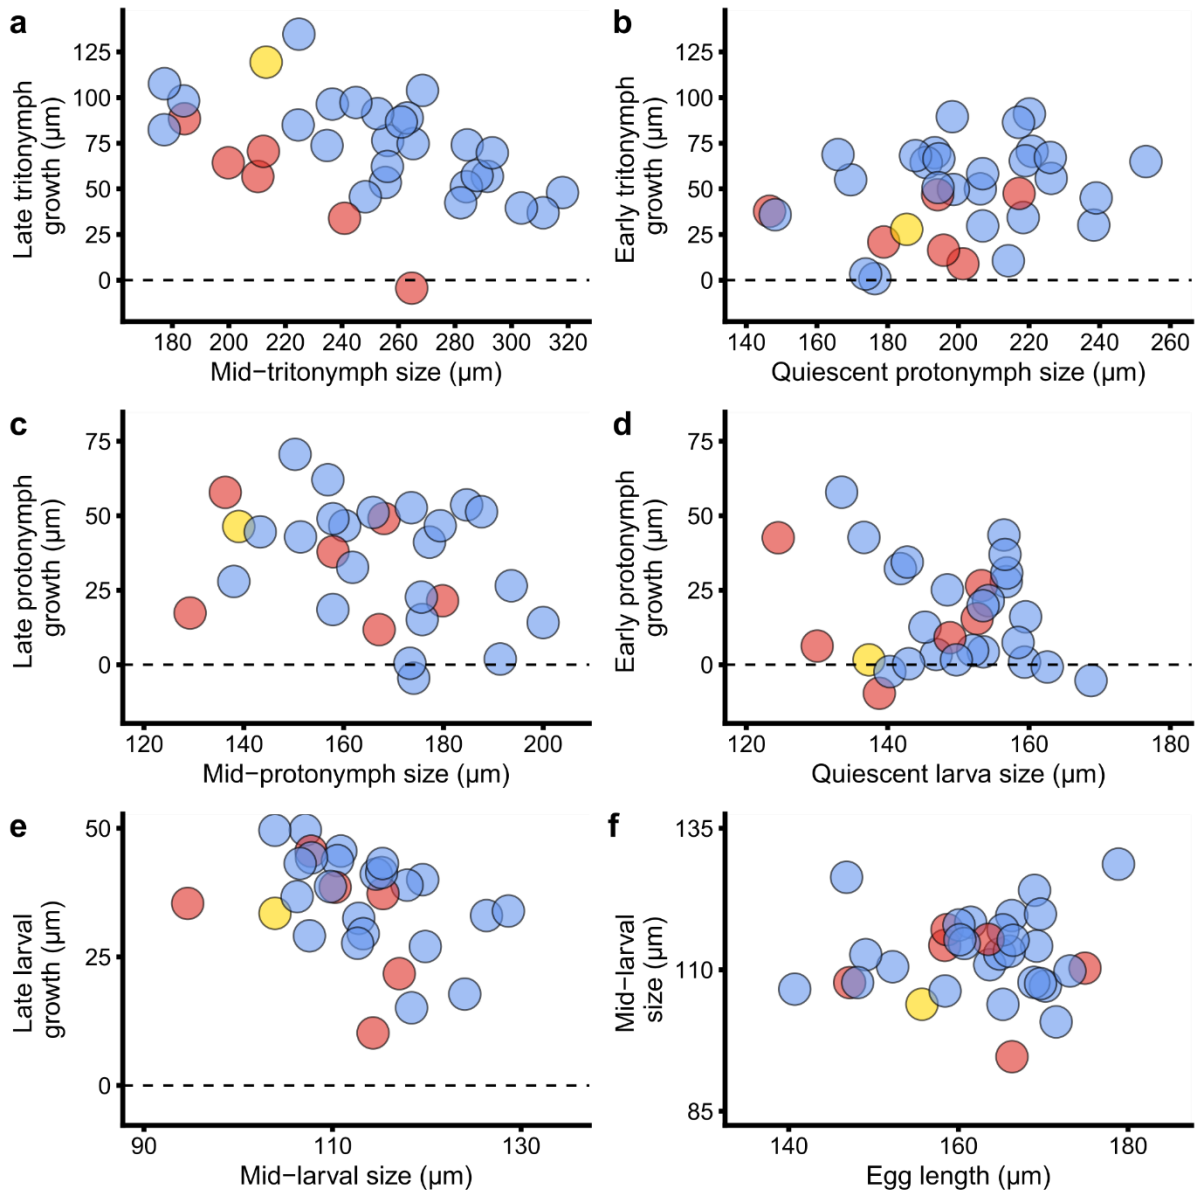 a
Late tritonymph
growth (μm)
125
100
75
50
25
0
180 200 220 240 260 280 300 320
Mid−tritonymph size (μm)
b
Early tritonymph
growth (μm)
125
100
75
50
25
0
140 160 180 200 220 240 260
Quiescent protonymph size (μm)
c
Late protonymph
growth (μm)
75
50
25
0
120 140 160 180 200
Mid−protonymph size (μm)
d
Early protonymph
growth (μm)
75
50
25
0
120 140 160 180
Quiescent larva size (μm)
e
Late larval
growth (μm)
50
25
0
90 110 130
Mid−larval size (μm)
f
Mid−larval
size (μm)
135
110
85
140 160 180
Egg length (μm)